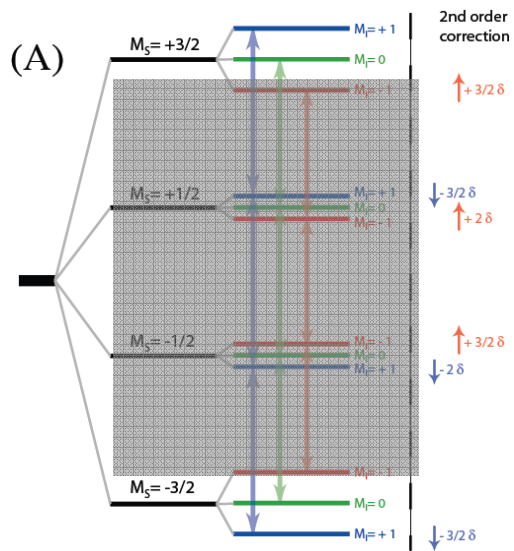 (A)
2nd order
correction
M_S= +3/2
M_I= + 1
M_I= 0
M_I= - 1
+ 3/2 δ
M_S= +1/2
M_I= + 1
M_I= 0
M_I= - 1
- 3/2 δ
+ 2 δ
M_S= -1/2
M_I= - 1
M_I= 0
M_I= + 1
+ 3/2 δ
- 2 δ
M_S= -3/2
M_I= - 1
M_I= 0
M_I= + 1
- 3/2 δ